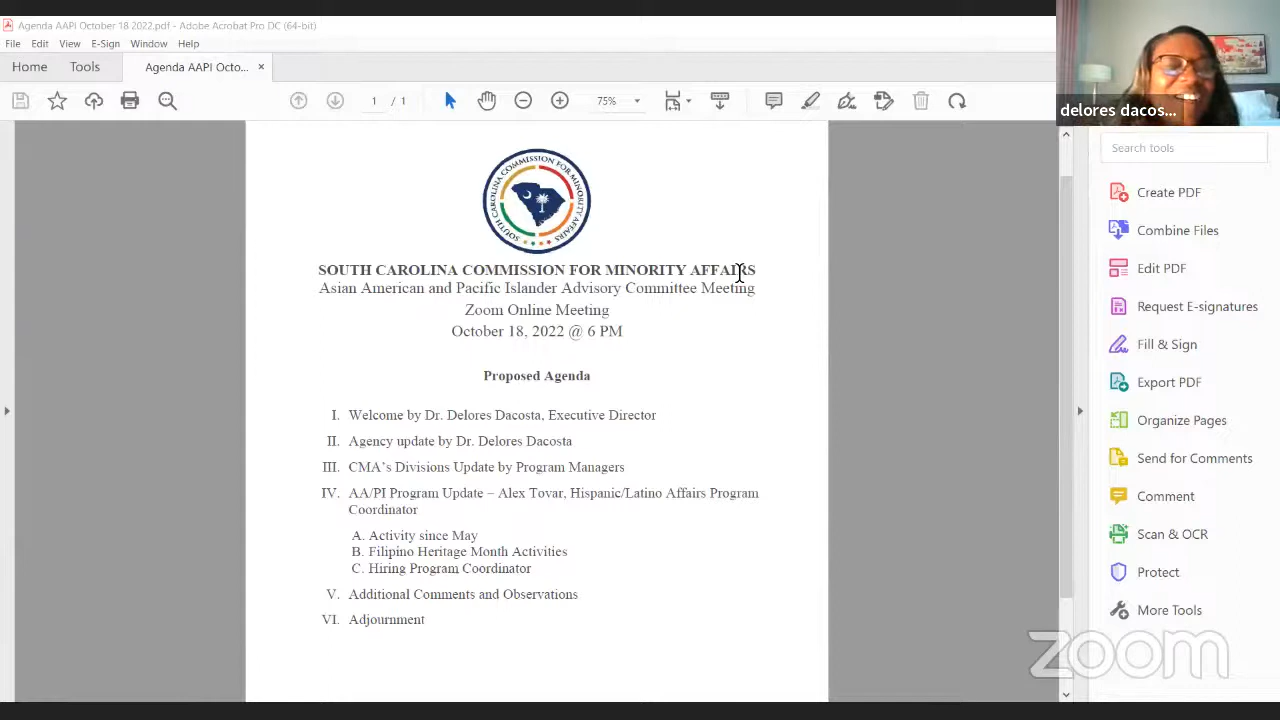 Agenda AAPI October 18 2022.pdf - Adobe Acrobat Pro DC (64-bit)
File Edit View E-Sign Window Help
Home Tools Agenda AAPI Octo... ×
1 / 1 75%
delores dacos...
Search tools
Create PDF
Combine Files
Edit PDF
Request E-signatures
Fill & Sign
Export PDF
Organize Pages
Send for Comments
Comment
Scan & OCR
Protect
More Tools
SOUTH CAROLINA COMMISSION FOR MINORITY AFFAIRS
SOUTH CAROLINA COMMISSION FOR MINORITY AFFAIRS
Asian American and Pacific Islander Advisory Committee Meeting
Zoom Online Meeting
October 18, 2022 @ 6 PM
Proposed Agenda
I. Welcome by Dr. Delores Dacosta, Executive Director
II. Agency update by Dr. Delores Dacosta
III. CMA's Divisions Update by Program Managers
IV. AA/PI Program Update – Alex Tovar, Hispanic/Latino Affairs Program
Coordinator
A. Activity since May
B. Filipino Heritage Month Activities
C. Hiring Program Coordinator
V. Additional Comments and Observations
VI. Adjournment
zoom